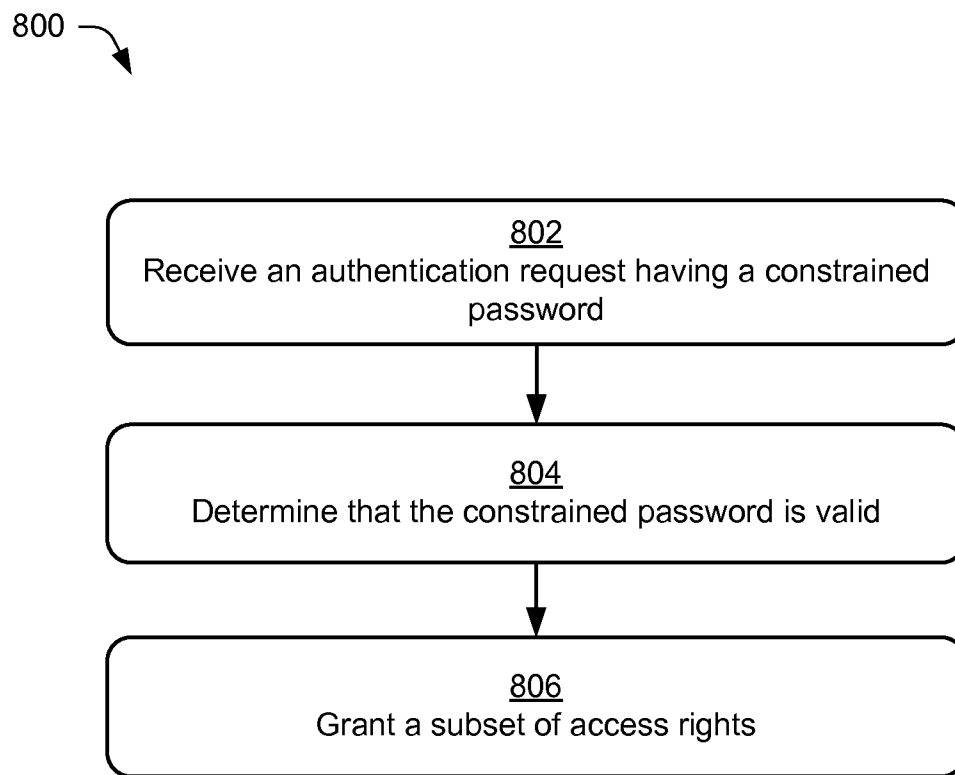 800
802
Receive an authentication request having a constrained
password
804
Determine that the constrained password is valid
806
Grant a subset of access rights